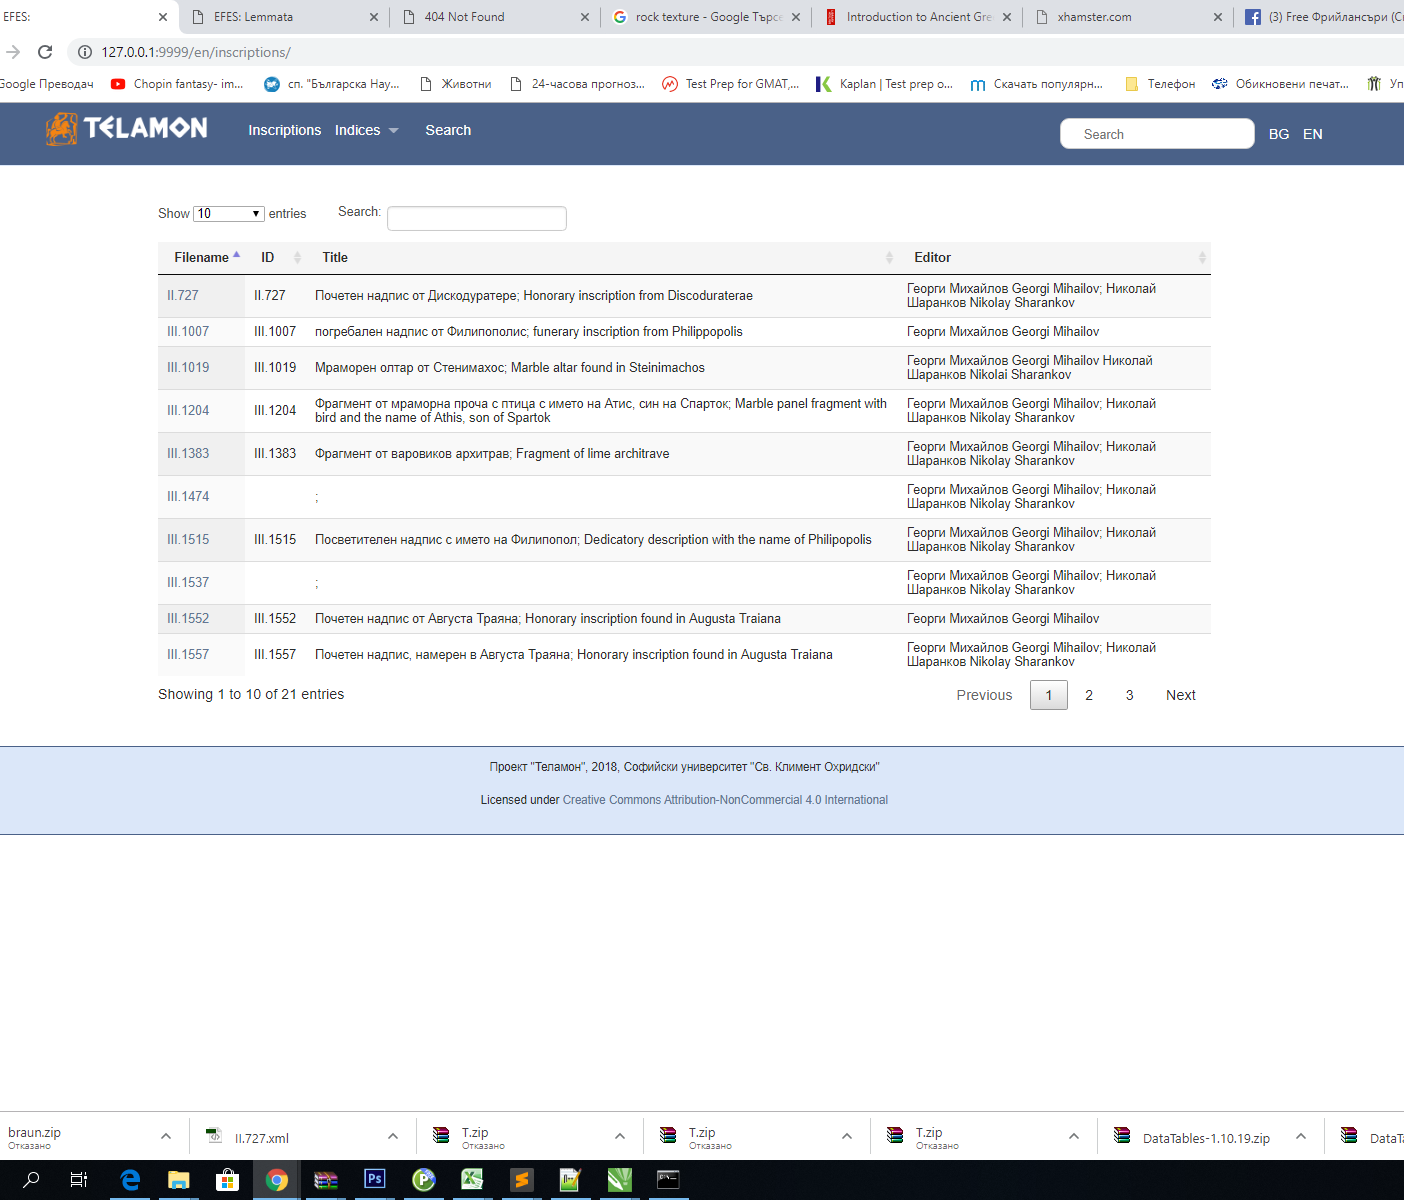 EFES:
EFES: Lemmata
404 Not Found
rock texture - Google Търсе
Introduction to Ancient Gre
xhamster.com
(3) Free Фрийлансъри (С
127.0.0.1:9999/en/inscriptions/
Google Преводач
Chopin fantasy- im...
сп. "Българска Нау...
Животни
24-часова прогноз...
Test Prep for GMAT,...
Kaplan | Test prep o...
Скачать популярн...
Телефон
Обикновени печат...
Уп
TELAMON
Inscriptions
Indices
Search
Search
BG EN
Show 10 entries
Search:
Filename ID Title Editor
II.727 II.727 Почетен надпис от Дискодуратере; Honorary inscription from Discoduraterae Георги Михайлов Georgi Mihailov; Николай
Шаранков Nikolay Sharankov
III.1007 III.1007 погребален надпис от Филипополис; funerary inscription from Philippopolis Георги Михайлов Georgi Mihailov
III.1019 III.1019 Мраморен олтар от Стенимахос; Marble altar found in Steinimachos Георги Михайлов Georgi Mihailov Николай
Шаранков Nikolai Sharankov
III.1204 III.1204 Фрагмент от мраморна проча с птица с името на Атис, син на Спарток; Marble panel fragment with
bird and the name of Athis, son of Spartok Георги Михайлов Georgi Mihailov; Николай
Шаранков Nikolay Sharankov
III.1383 III.1383 Фрагмент от варовиков архитрав; Fragment of lime architrave Георги Михайлов Georgi Mihailov; Николай
Шаранков Nikolay Sharankov
III.1474 ; Георги Михайлов Georgi Mihailov; Николай
Шаранков Nikolay Sharankov
III.1515 III.1515 Посветителен надпис с името на Филипопол; Dedicatory description with the name of Philipopolis Георги Михайлов Georgi Mihailov; Николай
Шаранков Nikolay Sharankov
III.1537 ; Георги Михайлов Georgi Mihailov; Николай
Шаранков Nikolay Sharankov
III.1552 III.1552 Почетен надпис от Августа Траяна; Honorary inscription found in Augusta Traiana Георги Михайлов Georgi Mihailov
III.1557 III.1557 Почетен надпис, намерен в Августа Траяна; Honorary inscription found in Augusta Traiana Георги Михайлов Georgi Mihailov; Николай
Шаранков Nikolay Sharankov
Showing 1 to 10 of 21 entries
Previous 1 2 3 Next
Проект "Теламон", 2018, Софийски университет "Св. Климент Охридски"
Licensed under Creative Commons Attribution-NonCommercial 4.0 International
braun.zip
Отказано
II.727.xml
T.zip
Отказано
T.zip
Отказано
T.zip
Отказано
DataTables-1.10.19.zip
DataT